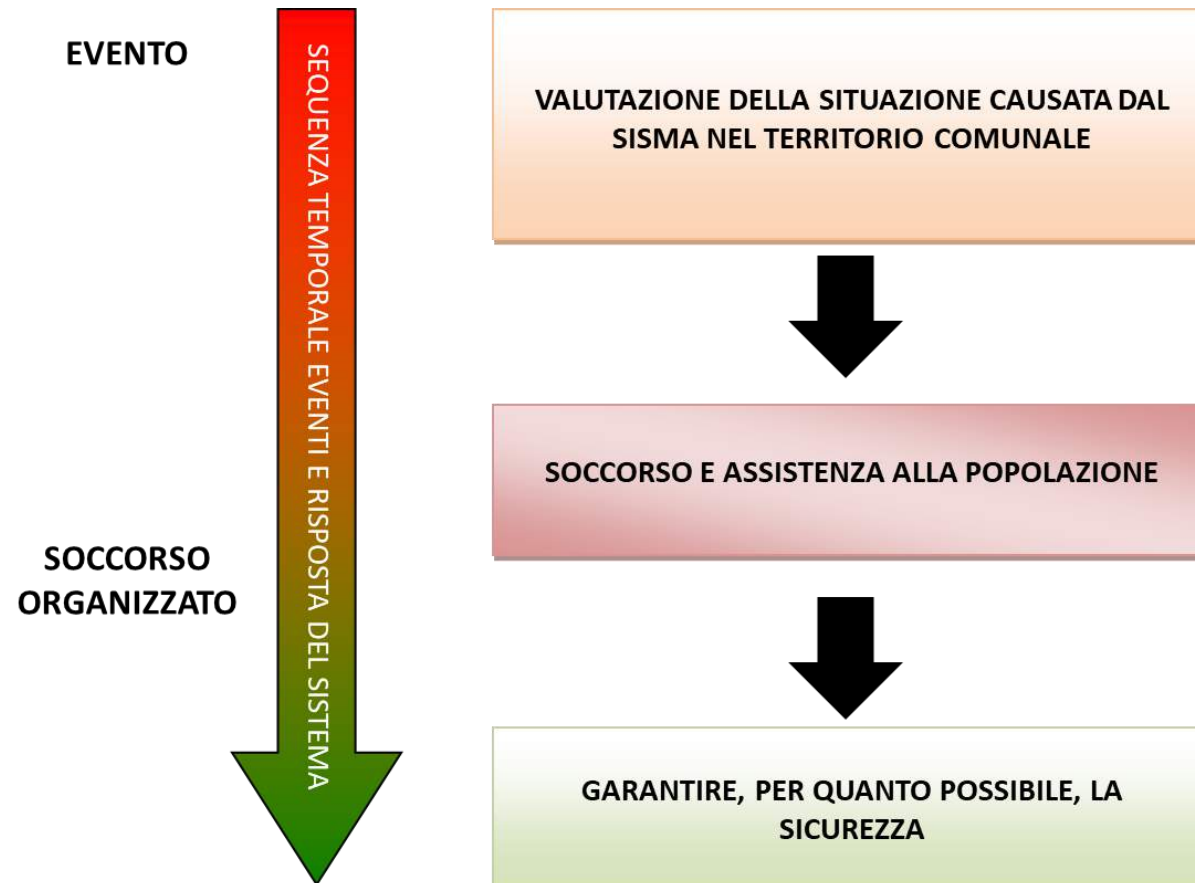 EVENTO
SEQUENZA TEMPORALE EVENTI E RISPOSTA DEL SISTEMA
VALUTAZIONE DELLA SITUAZIONE CAUSATA DAL
SISMA NEL TERRITORIO COMUNALE
SOCCORSO E ASSISTENZA ALLA POPOLAZIONE
SOCCORSO
ORGANIZZATO
GARANTIRE, PER QUANTO POSSIBILE, LA
SICUREZZA